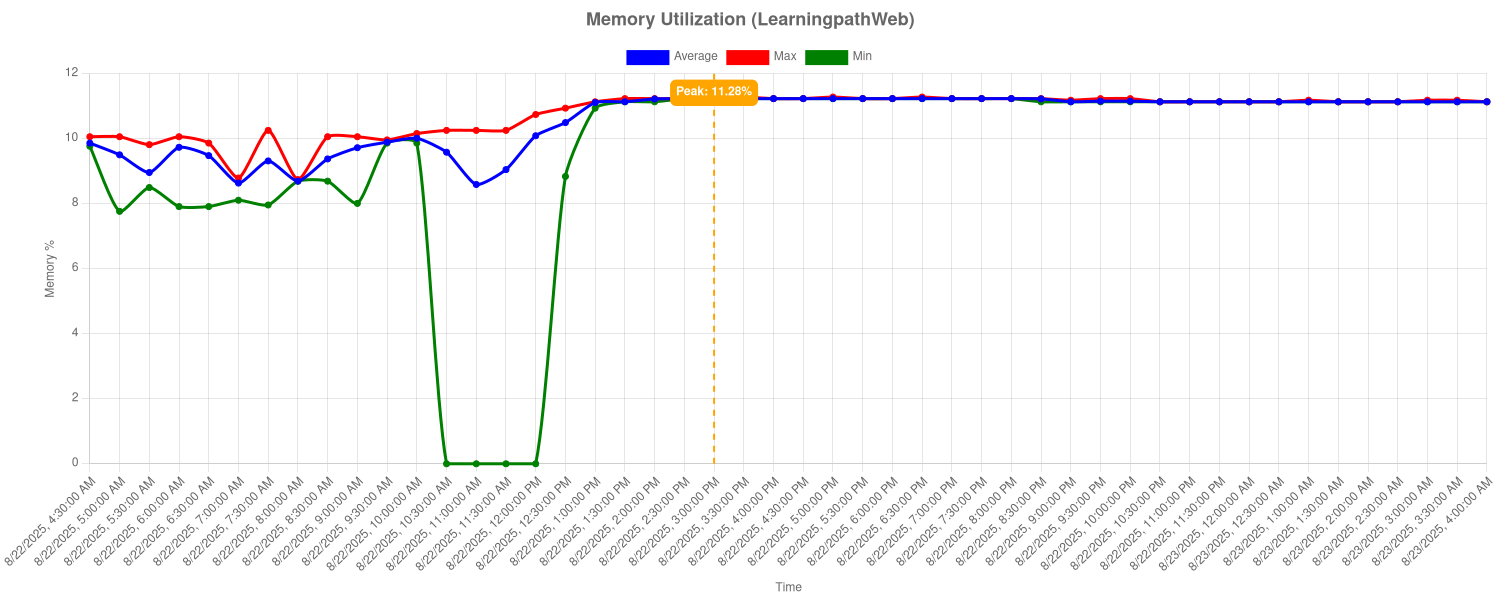 Memory Utilization (LearningpathWeb)
Average Max Min
Peak: 11.28%
12
10
8
6
4
2
0
Memory %
8/22/2025, 4:30:00 AM
8/22/2025, 5:00:00 AM
8/22/2025, 5:30:00 AM
8/22/2025, 6:00:00 AM
8/22/2025, 6:30:00 AM
8/22/2025, 7:00:00 AM
8/22/2025, 7:30:00 AM
8/22/2025, 8:00:00 AM
8/22/2025, 8:30:00 AM
8/22/2025, 9:00:00 AM
8/22/2025, 9:30:00 AM
8/22/2025, 10:00:00 AM
8/22/2025, 10:30:00 AM
8/22/2025, 11:00:00 AM
8/22/2025, 11:30:00 AM
8/22/2025, 12:00:00 PM
8/22/2025, 12:30:00 PM
8/22/2025, 1:00:00 PM
8/22/2025, 1:30:00 PM
8/22/2025, 2:00:00 PM
8/22/2025, 2:30:00 PM
8/22/2025, 3:00:00 PM
8/22/2025, 3:30:00 PM
8/22/2025, 4:00:00 PM
8/22/2025, 4:30:00 PM
8/22/2025, 5:00:00 PM
8/22/2025, 5:30:00 PM
8/22/2025, 6:00:00 PM
8/22/2025, 6:30:00 PM
8/22/2025, 7:00:00 PM
8/22/2025, 7:30:00 PM
8/22/2025, 8:00:00 PM
8/22/2025, 8:30:00 PM
8/22/2025, 9:00:00 PM
8/22/2025, 9:30:00 PM
8/22/2025, 10:00:00 PM
8/22/2025, 10:30:00 PM
8/22/2025, 11:00:00 PM
8/22/2025, 11:30:00 PM
8/23/2025, 12:00:00 AM
8/23/2025, 12:30:00 AM
8/23/2025, 1:00:00 AM
8/23/2025, 1:30:00 AM
8/23/2025, 2:00:00 AM
8/23/2025, 2:30:00 AM
8/23/2025, 3:00:00 AM
8/23/2025, 3:30:00 AM
8/23/2025, 4:00:00 AM
Time